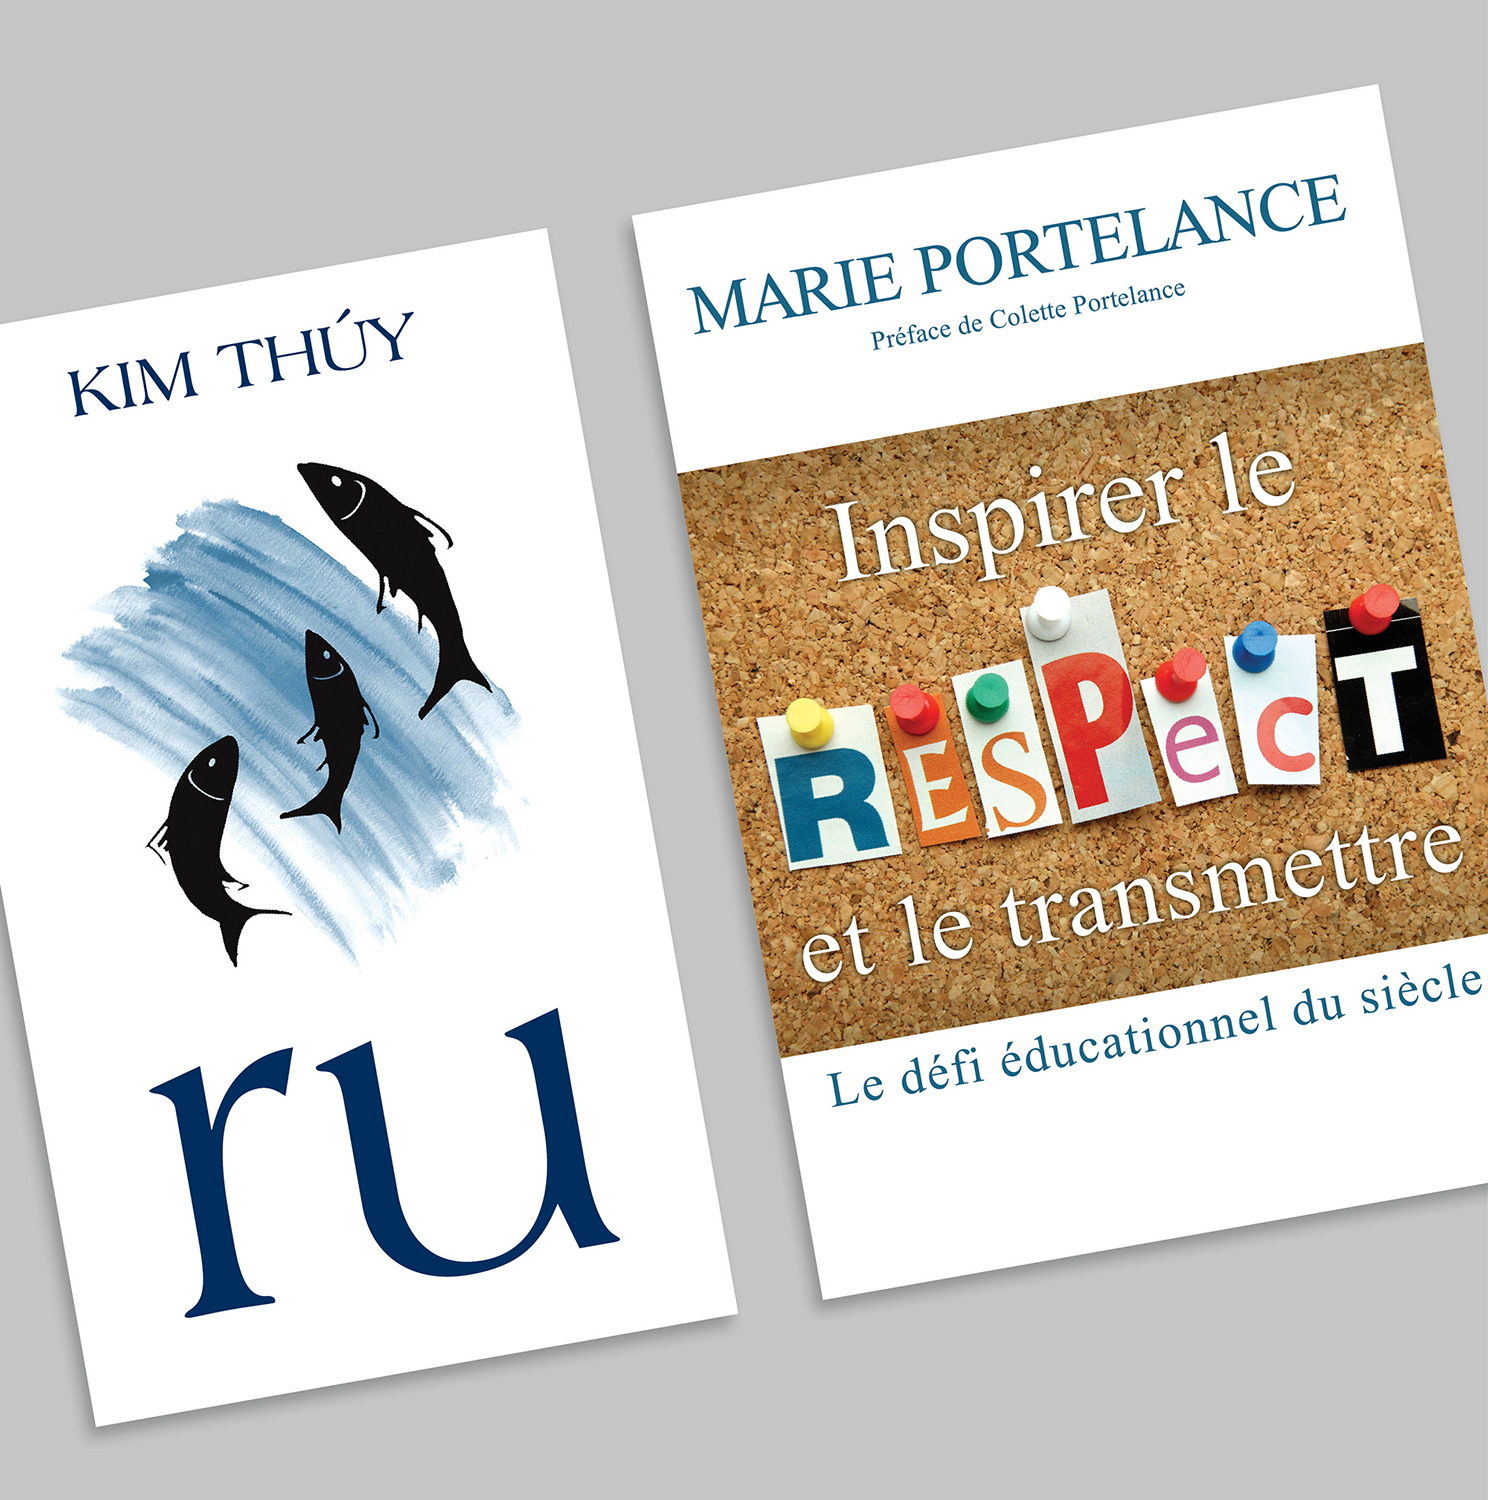 KIM THÚY
ru
MARIE PORTELANCE
Préface de Colette Portelance
Inspirer le
ResPecT
et le transmettre
Le défi éducationnel du siècle